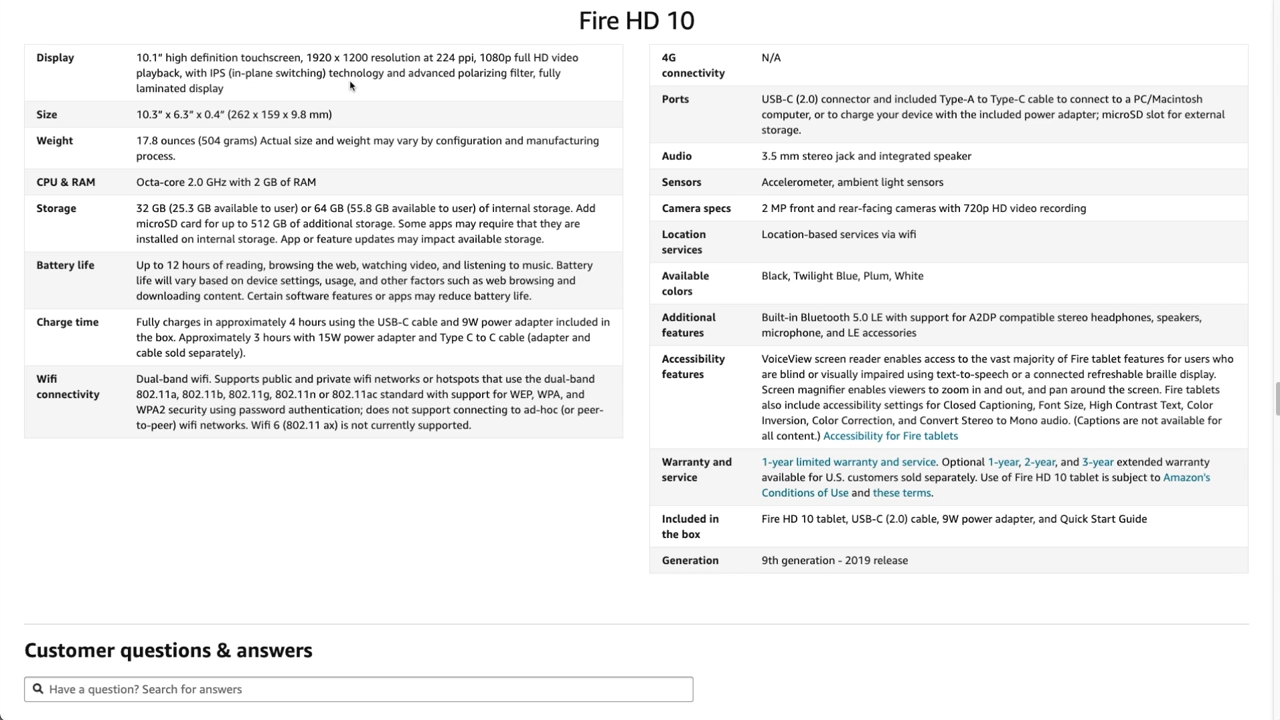 Fire HD 10
Display
10.1” high definition touchscreen, 1920 x 1200 resolution at 224 ppi, 1080p full HD video
playback, with IPS (in-plane switching) technology and advanced polarizing filter, fully
laminated display
Size
10.3” x 6.3” x 0.4” (262 x 159 x 9.8 mm)
Weight
17.8 ounces (504 grams) Actual size and weight may vary by configuration and manufacturing
process.
CPU & RAM
Octa-core 2.0 GHz with 2 GB of RAM
Storage
32 GB (25.3 GB available to user) or 64 GB (55.8 GB available to user) of internal storage. Add
microSD card for up to 512 GB of additional storage. Some apps may require that they are
installed on internal storage. App or feature updates may impact available storage.
Battery life
Up to 12 hours of reading, browsing the web, watching video, and listening to music. Battery
life will vary based on device settings, usage, and other factors such as web browsing and
downloading content. Certain software features or apps may reduce battery life.
Charge time
Fully charges in approximately 4 hours using the USB-C cable and 9W power adapter included in
the box. Approximately 3 hours with 15W power adapter and Type C to C cable (adapter and
cable sold separately).
Wifi
connectivity
Dual-band wifi. Supports public and private wifi networks or hotspots that use the dual-band
802.11a, 802.11b, 802.11g, 802.11n or 802.11ac standard with support for WEP, WPA, and
WPA2 security using password authentication; does not support connecting to ad-hoc (or peer-
to-peer) wifi networks. Wifi 6 (802.11 ax) is not currently supported.
4G
connectivity
N/A
Ports
USB-C (2.0) connector and included Type-A to Type-C cable to connect to a PC/Macintosh
computer, or to charge your device with the included power adapter; microSD slot for external
storage.
Audio
3.5 mm stereo jack and integrated speaker
Sensors
Accelerometer, ambient light sensors
Camera specs
2 MP front and rear-facing cameras with 720p HD video recording
Location
services
Location-based services via wifi
Available
colors
Black, Twilight Blue, Plum, White
Additional
features
Built-in Bluetooth 5.0 LE with support for A2DP compatible stereo headphones, speakers,
microphone, and LE accessories
Accessibility
features
VoiceView screen reader enables access to the vast majority of Fire tablet features for users who
are blind or visually impaired using text-to-speech or a connected refreshable braille display.
Screen magnifier enables viewers to zoom in and out, and pan around the screen. Fire tablets
also include accessibility settings for Closed Captioning, Font Size, High Contrast Text, Color
Inversion, Color Correction, and Convert Stereo to Mono audio. (Captions are not available for
all content.) Accessibility for Fire tablets
Warranty and
service
1-year limited warranty and service. Optional 1-year, 2-year, and 3-year extended warranty
available for U.S. customers sold separately. Use of Fire HD 10 tablet is subject to Amazon's
Conditions of Use and these terms.
Included in
the box
Fire HD 10 tablet, USB-C (2.0) cable, 9W power adapter, and Quick Start Guide
Generation
9th generation - 2019 release
Customer questions & answers
Have a question? Search for answers